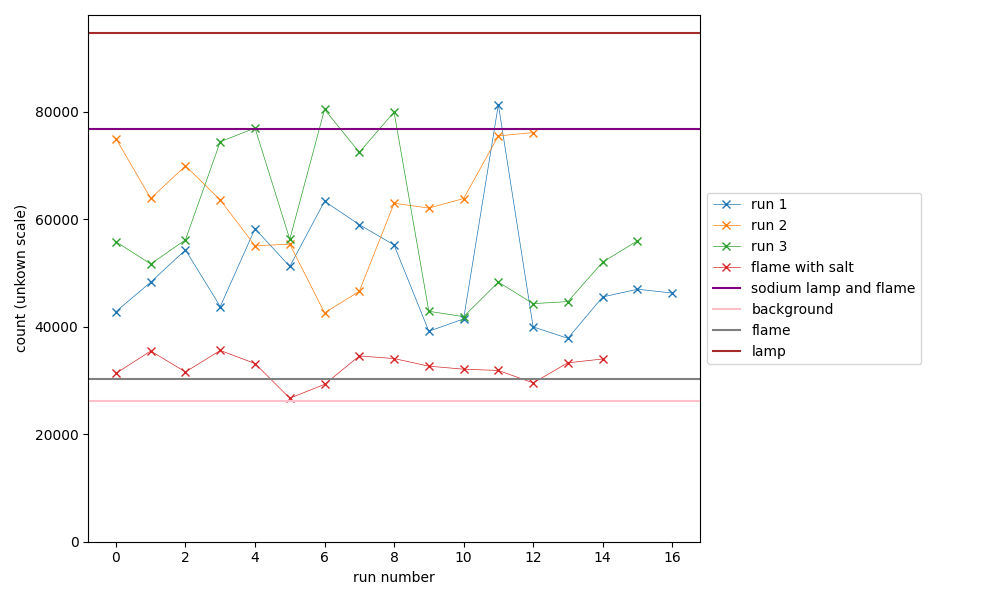 count (unkown scale)
80000
60000
40000
20000
0
0 2 4 6 8 10 12 14 16
run number
run 1
run 2
run 3
flame with salt
sodium lamp and flame
background
flame
lamp